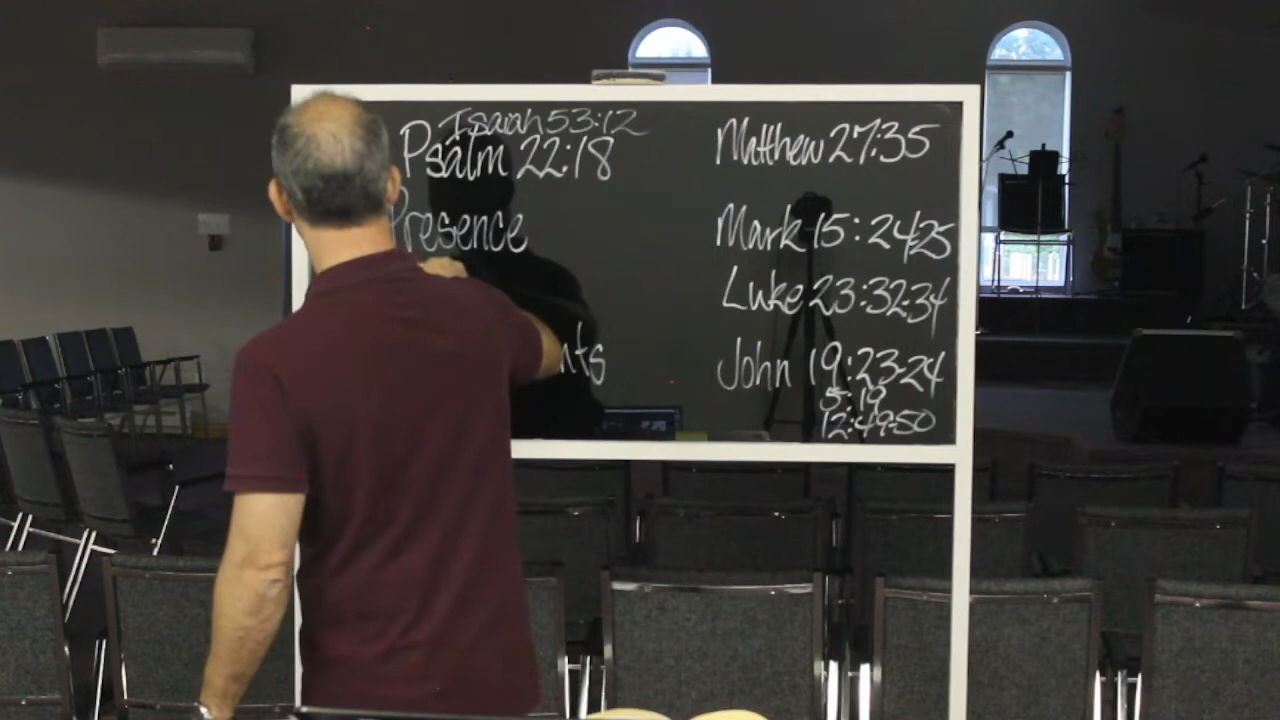 Isaiah 53:12
Psalm 22:18
Presence
Matthew 27:35
Mark 15:24,25
Luke 23:32-34
John 19:23-24
5:19
12:49-50